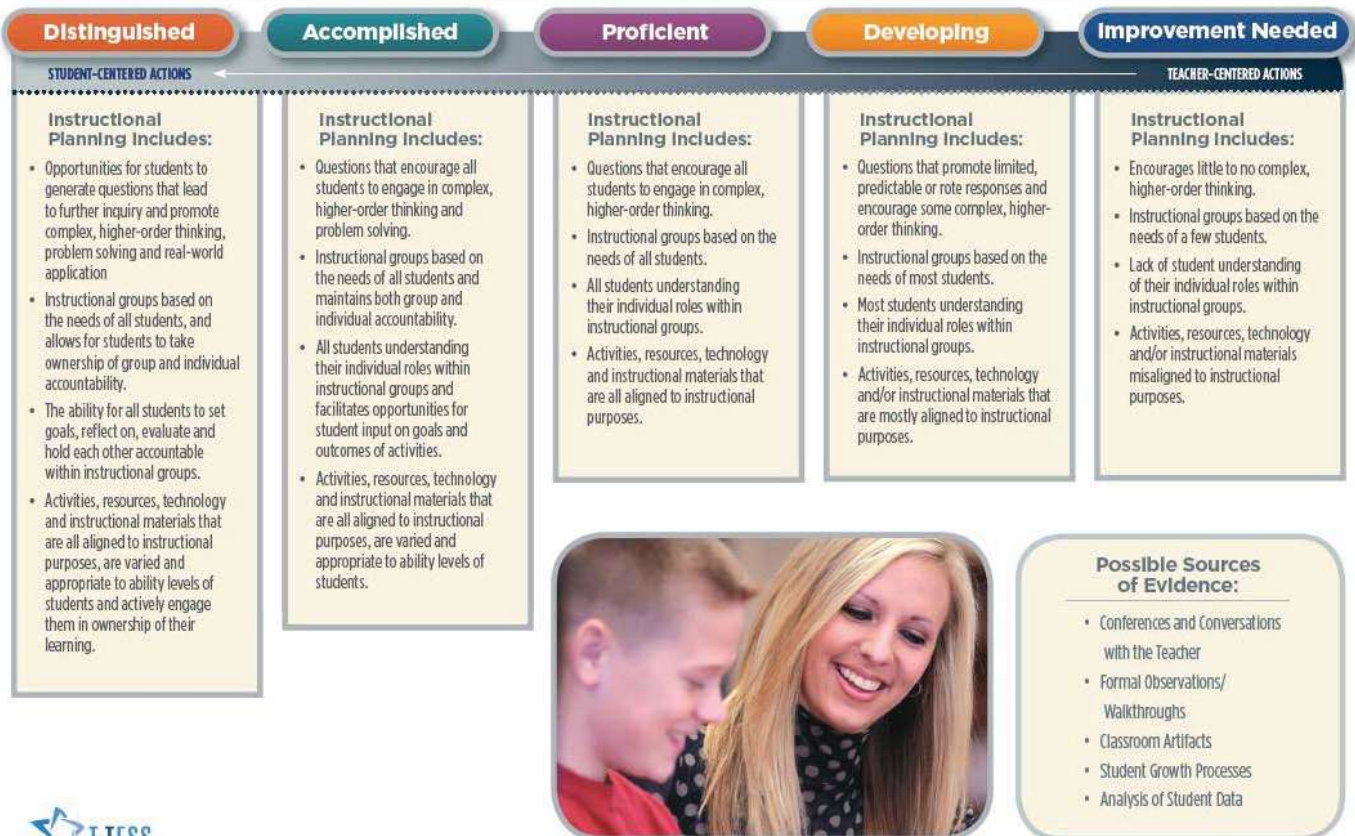 Distinguished
Accomplished
Proficient
Developing
Improvement Needed
STUDENT-CENTERED ACTIONS
TEACHER-CENTERED ACTIONS
Instructional
Planning Includes:
• Opportunities for students to
generate questions that lead
to further inquiry and promote
complex, higher-order thinking,
problem solving and real-world
application
• Instructional groups based on
the needs of all students, and
allows for students to take
ownership of group and individual
accountability.
• The ability for all students to set
goals, reflect on, evaluate and
hold each other accountable
within instructional groups.
• Activities, resources, technology
and instructional materials that
are all aligned to instructional
purposes, are varied and
appropriate to ability levels of
students and actively engage
them in ownership of their
learning.
Instructional
Planning Includes:
• Questions that encourage all
students to engage in complex,
higher-order thinking and
problem solving.
• Instructional groups based on
the needs of all students and
maintains both group and
individual accountability.
• All students understanding
their individual roles within
instructional groups and
facilitates opportunities for
student input on goals and
outcomes of activities.
• Activities, resources, technology
and instructional materials that
are all aligned to instructional
purposes, are varied and
appropriate to ability levels of
students.
Instructional
Planning Includes:
• Questions that encourage all
students to engage in complex,
higher-order thinking.
• Instructional groups based on the
needs of all students.
• All students understanding
their individual roles within
instructional groups.
• Activities, resources, technology
and instructional materials that
are all aligned to instructional
purposes.
Instructional
Planning Includes:
• Questions that promote limited,
predictable or rote responses and
encourage some complex, higher-
order thinking.
• Instructional groups based on the
needs of most students.
• Most students understanding
their individual roles within
instructional groups.
• Activities, resources, technology
and/or instructional materials that
are mostly aligned to instructional
purposes.
Instructional
Planning Includes:
• Encourages little to no complex,
higher-order thinking.
• Instructional groups based on the
needs of a few students.
• Lack of student understanding
of their individual roles within
instructional groups.
• Activities, resources, technology
and/or instructional materials
misaligned to instructional
purposes.
Possible Sources
of Evidence:
• Conferences and Conversations
with the Teacher
• Formal Observations/
Walkthroughs
• Classroom Artifacts
• Student Growth Processes
• Analysis of Student Data
T-TESS